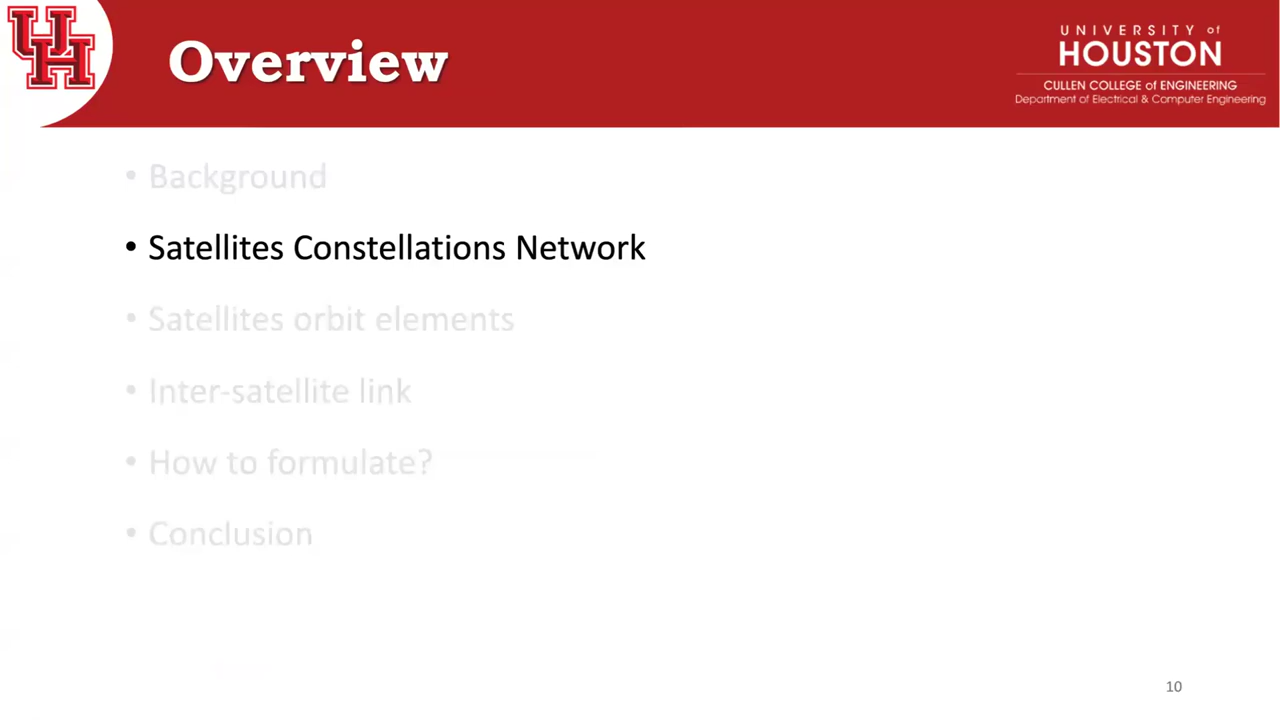 UH
Overview
UNIVERSITY of
HOUSTON
CULLEN COLLEGE of ENGINEERING
Department of Electrical & Computer Engineering
• Background
• Satellites Constellations Network
• Satellites orbit elements
• Inter-satellite link
• How to formulate?
• Conclusion
10